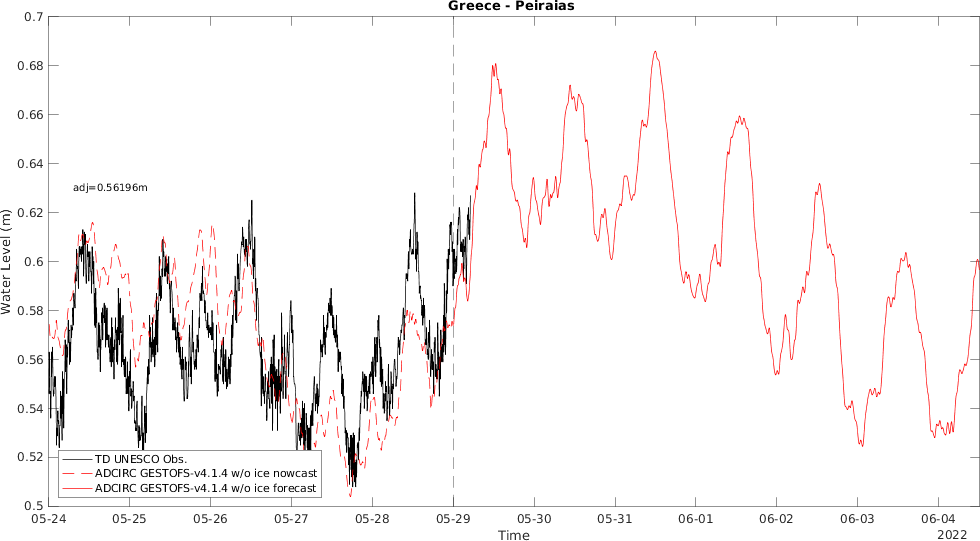 Greece - Peiraias
0.7
0.68
0.66
0.64
0.62
0.6
0.58
0.56
0.54
0.52
0.5
Water Level (m)
adj=0.56196m
TD UNESCO Obs.
ADCIRC GESTOFS-v4.1.4 w/o ice nowcast
ADCIRC GESTOFS-v4.1.4 w/o ice forecast
05-24 05-25 05-26 05-27 05-28 05-29 05-30 05-31 06-01 06-02 06-03 06-04
Time
2022